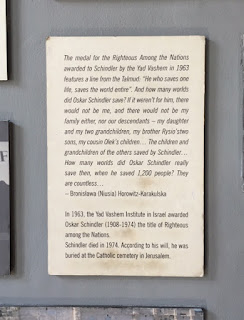 The medal for the Righteous Among the Nations
awarded to Schindler by the Yad Vashem in 1963
features a line from the Talmud: "He who saves one
life, saves the world entire". And how many worlds
did Oskar Schindler save? If it weren't for him, there
would not be me, and there would not be my
family either, nor our descendants – my daughter
and my two grandchildren, my brother Rysio's two
sons, my cousin Olek's children... The children and
grandchildren of the others saved by Schindler...
How many worlds did Oskar Schindler really
save then, when he saved 1,200 people? They
are countless...
– Bronisława (Niusia) Horowitz-Karakulska
In 1963, the Yad Vashem Institute in Israel awarded
Oskar Schindler (1908-1974) the title of Righteous
among the Nations.
Schindler died in 1974. According to his will, he was
buried at the Catholic cemetery in Jerusalem.